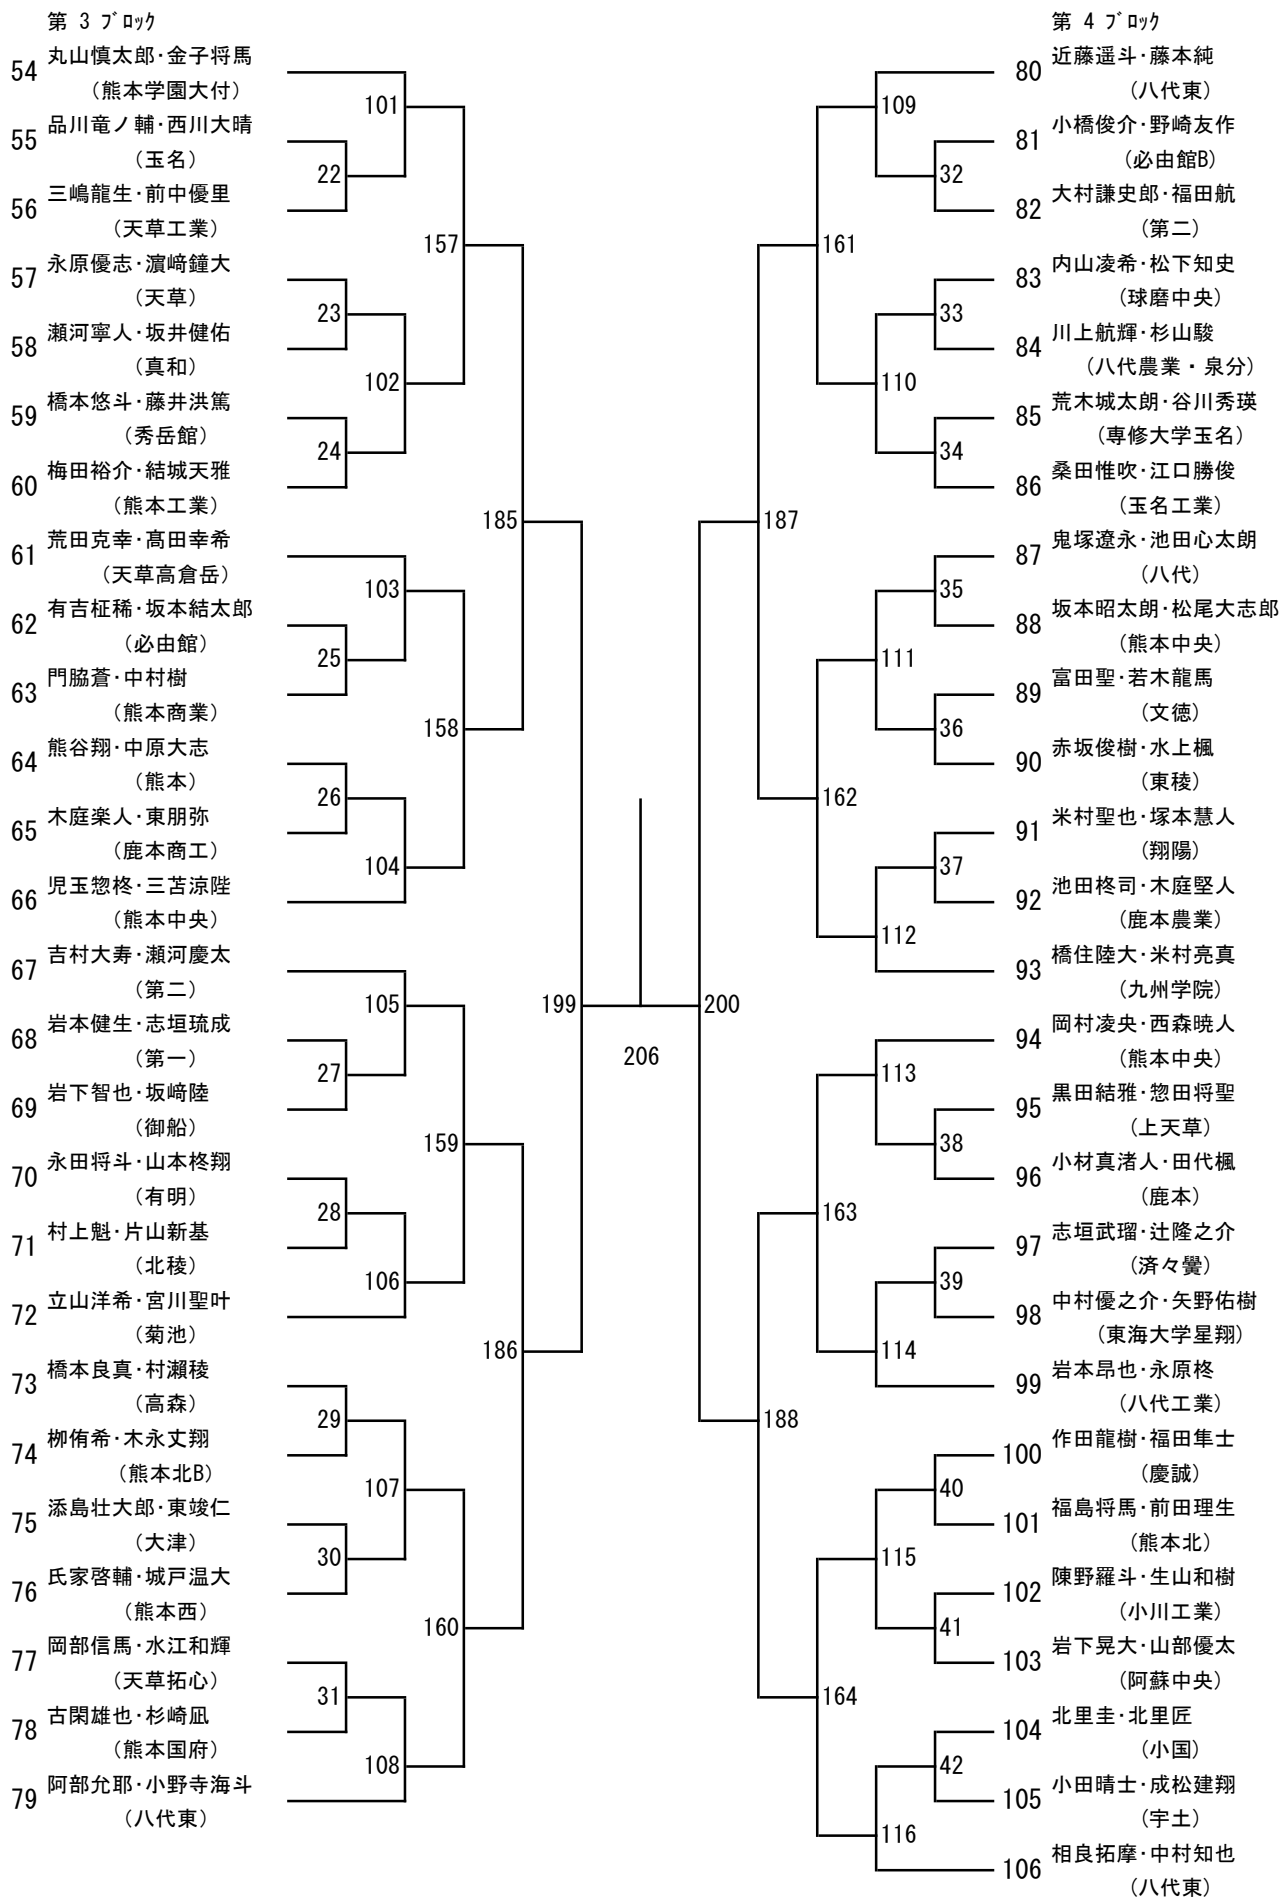 第 3 ブロック
54 丸山慎太郎･金子将馬
(熊本学園大付)
101
55 品川竜ノ輔･西川大晴
(玉名)
22
56 三嶋龍生･前中優里
(天草工業)
157
57 永原優志･濵﨑鐘大
(天草)
23
58 瀬河寧人･坂井健佑
(真和)
102
59 橋本悠斗･藤井洪篤
(秀岳館)
24
60 梅田裕介･結城天雅
(熊本工業)
185
61 荒田克幸･髙田幸希
(天草高倉岳)
103
62 有吉柾稀･坂本結太郎
(必由館)
25
63 門脇蒼･中村樹
(熊本商業)
158
64 熊谷翔･中原大志
(熊本)
26
65 木庭楽人･東朋弥
(鹿本商工)
104
66 児玉惣柊･三苫涼陛
(熊本中央)
67 吉村大寿･瀬河慶太
(第二)
105
199
68 岩本健生･志垣琉成
(第一)
27
69 岩下智也･坂﨑陸
(御船)
159
70 永田将斗･山本柊翔
(有明)
28
71 村上魁･片山新基
(北稜)
106
72 立山洋希･宮川聖叶
(菊池)
186
73 橋本良真･村瀬稜
(高森)
29
74 栁侑希･木永丈翔
(熊本北B)
107
75 添島壮大郎･東竣仁
(大津)
30
76 氏家啓輔･城戸温大
(熊本西)
160
77 岡部信馬･水江和輝
(天草拓心)
31
78 古閑雄也･杉崎凪
(熊本国府)
108
79 阿部允耶･小野寺海斗
(八代東)
206
第 4 ブロック
80 近藤遥斗･藤本純
(八代東)
109
81 小橋俊介･野崎友作
(必由館B)
32
82 大村謙史郎･福田航
(第二)
161
83 内山凌希･松下知史
(球磨中央)
33
84 川上航輝･杉山駿
(八代農業・泉分)
110
85 荒木城太朗･谷川秀瑛
(専修大学玉名)
34
86 桑田惟吹･江口勝俊
(玉名工業)
187
87 鬼塚遼永･池田心太朗
(八代)
35
88 坂本昭太朗･松尾大志郎
(熊本中央)
111
89 富田聖･若木龍馬
(文徳)
36
90 赤坂俊樹･水上楓
(東稜)
162
91 米村聖也･塚本慧人
(翔陽)
37
92 池田柊司･木庭堅人
(鹿本農業)
112
93 橋住陸大･米村亮真
(九州学院)
200
94 岡村凌央･西森暁人
(熊本中央)
113
95 黒田結雅･惣田将聖
(上天草)
38
96 小材真渚人･田代楓
(鹿本)
163
97 志垣武瑠･辻隆之介
(済々黌)
39
98 中村優之介･矢野佑樹
(東海大学星翔)
114
99 岩本昂也･永原柊
(八代工業)
188
100 作田龍樹･福田隼士
(慶誠)
40
101 福島将馬･前田理生
(熊本北)
115
102 陳野羅斗･生山和樹
(小川工業)
41
103 岩下晃大･山部優太
(阿蘇中央)
164
104 北里圭･北里匠
(小国)
42
105 小田晴士･成松建翔
(宇土)
116
106 相良拓摩･中村知也
(八代東)